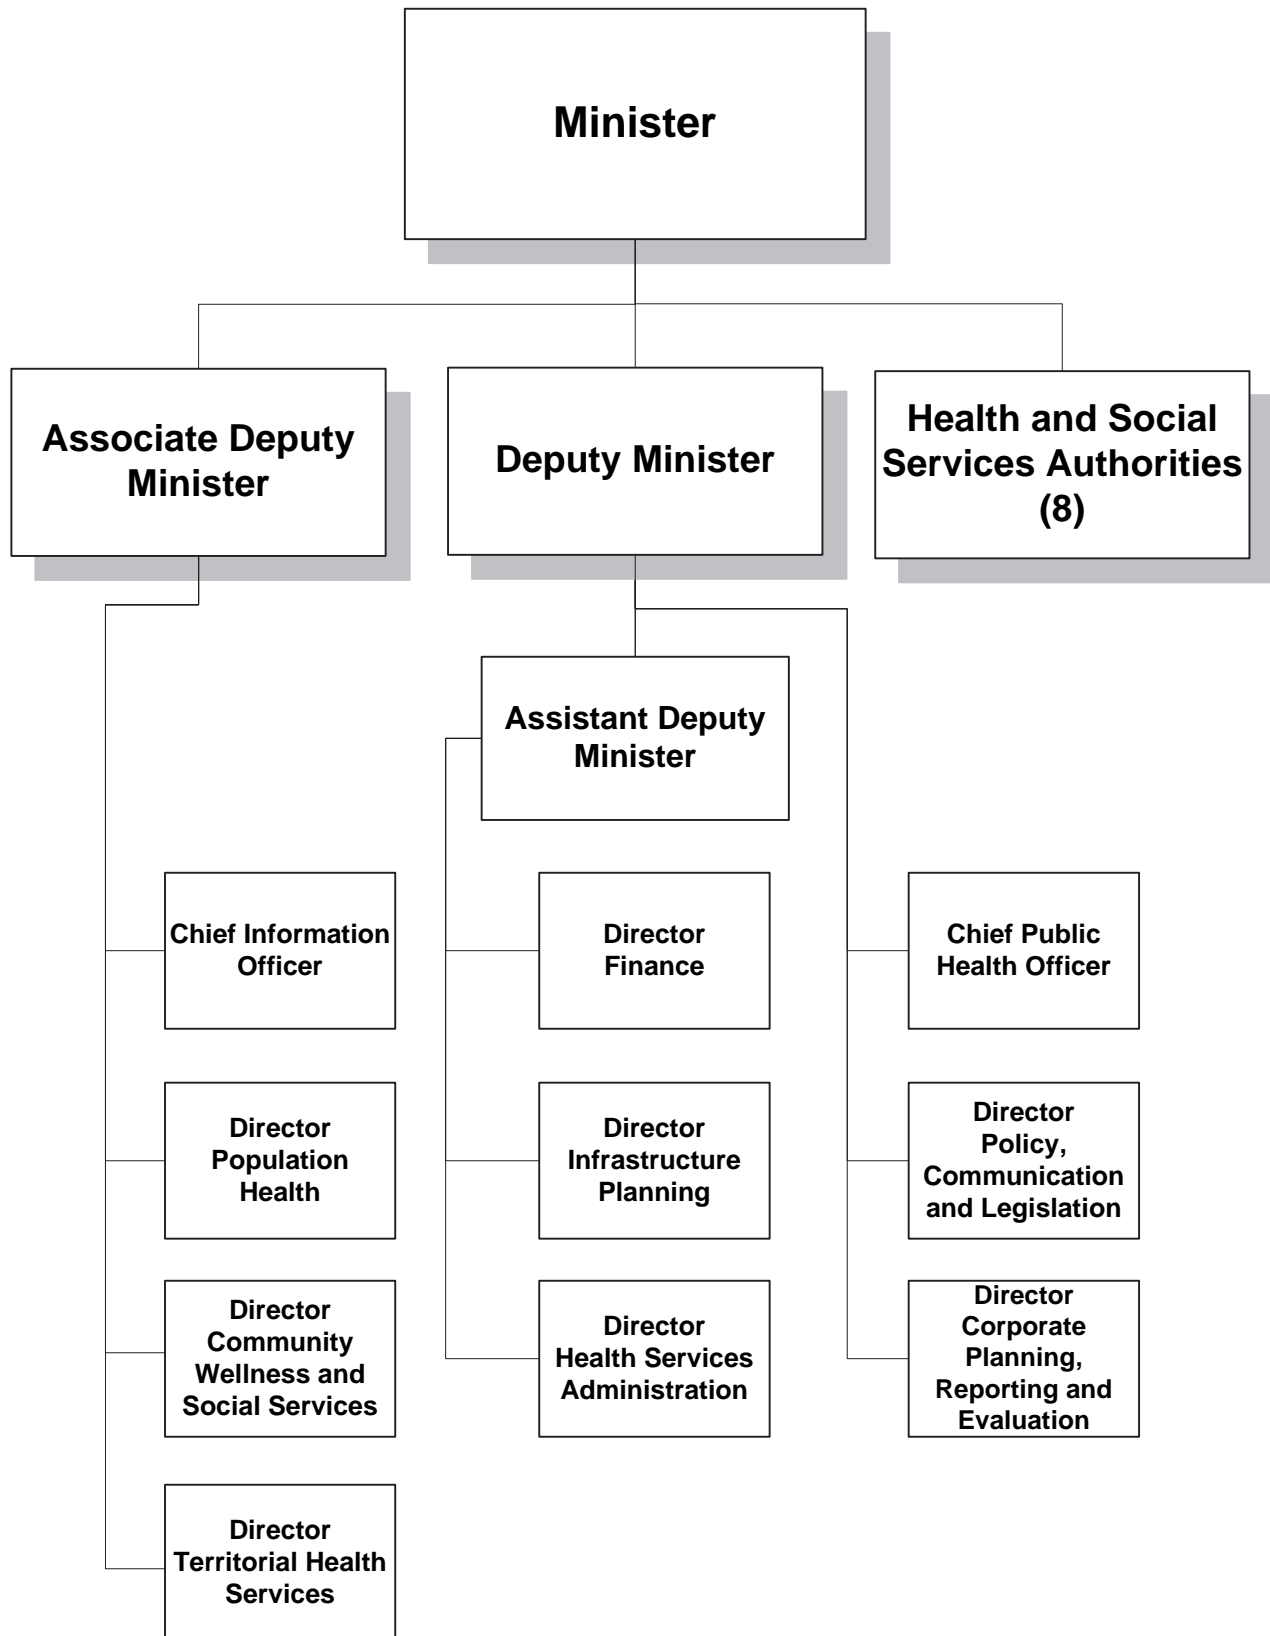 Minister
Associate Deputy
Minister
Deputy Minister
Health and Social
Services Authorities
(8)
Assistant Deputy
Minister
Chief Information
Officer
Director
Finance
Chief Public
Health Officer
Director
Population
Health
Director
Infrastructure
Planning
Director
Policy,
Communication
and Legislation
Director
Community
Wellness and
Social Services
Director
Health Services
Administration
Director
Corporate
Planning,
Reporting and
Evaluation
Director
Territorial Health
Services